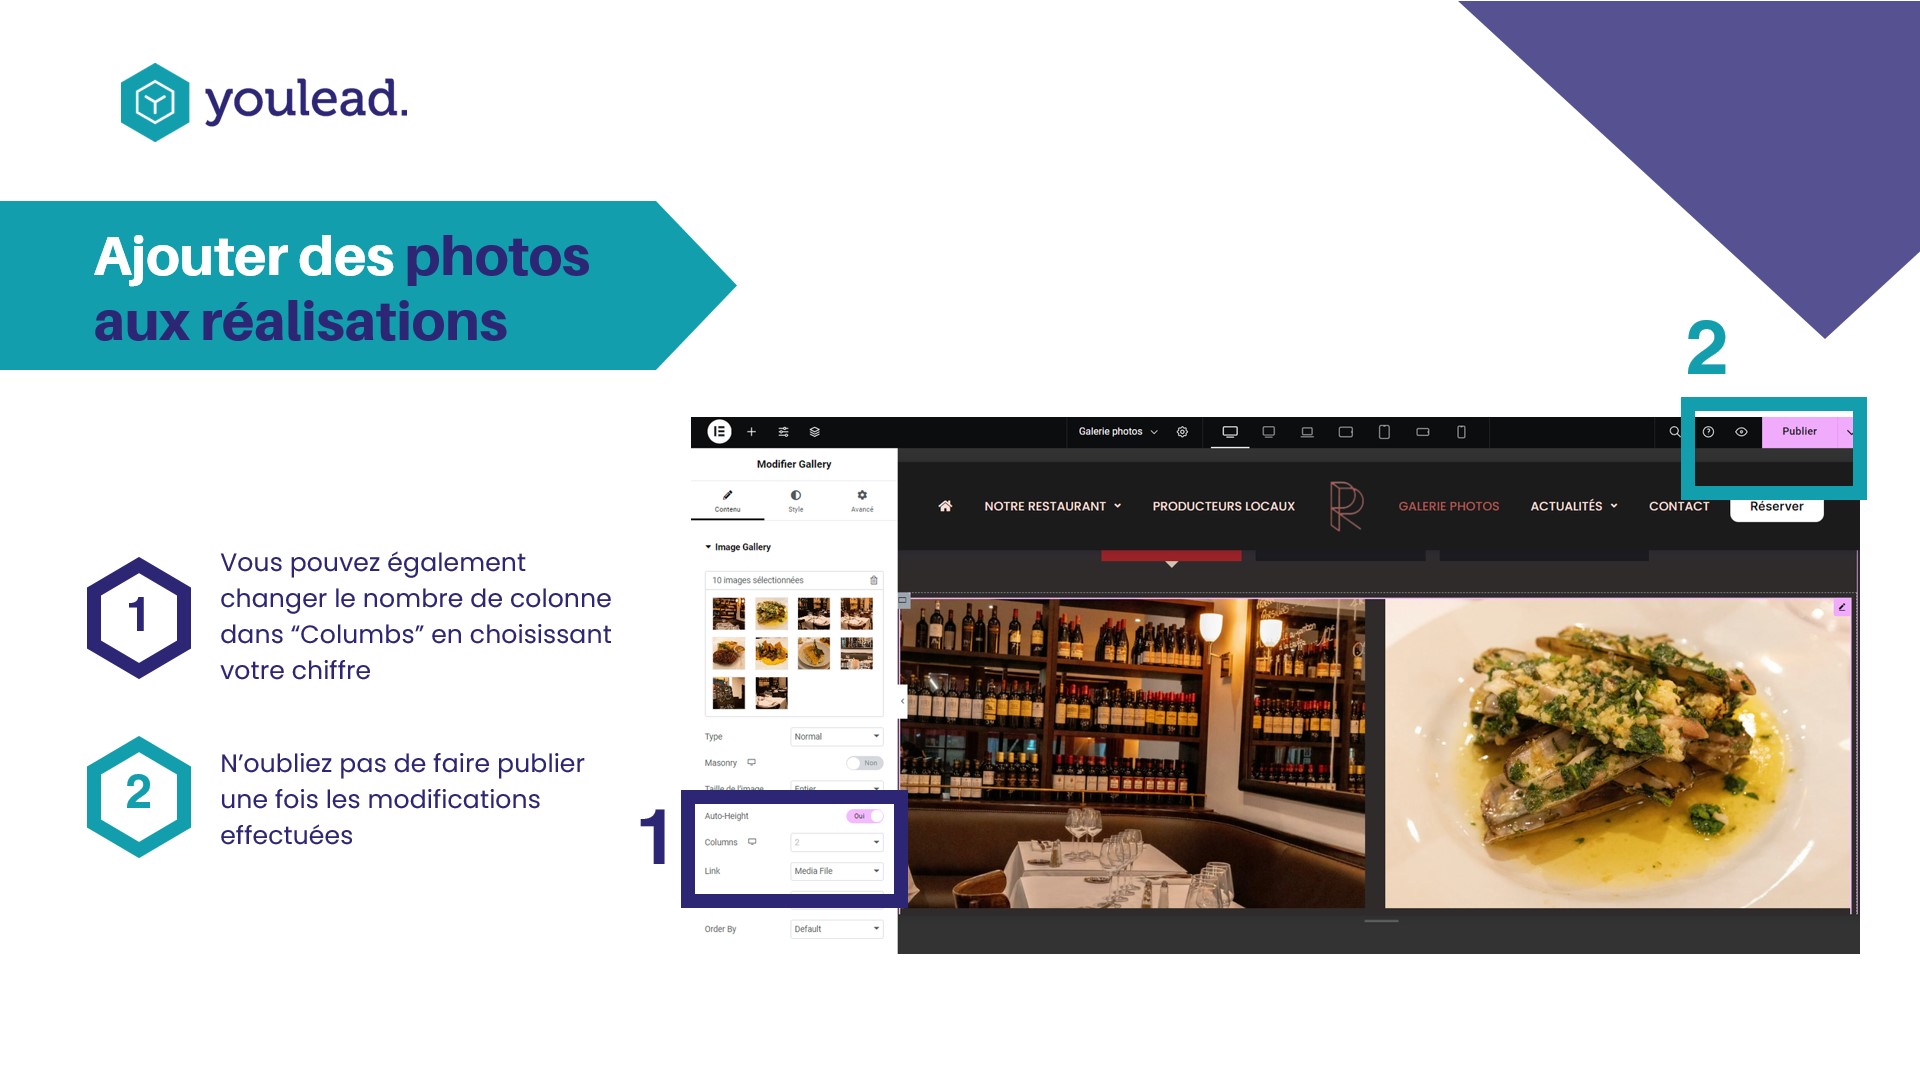 youlead.
Ajouter des photos
aux réalisations
1
Vous pouvez également
changer le nombre de colonne
dans “Columbs” en choisissant
votre chiffre
2
N’oubliez pas de faire publier
une fois les modifications
effectuées
2
Galerie photos
Publier
Modifier Gallery
Contenu
Style
Avancé
Image Gallery
10 images sélectionnées
Type
Normal
Masonry
Non
Taille de l'image
Entier
1
Auto-Height
Oui
Columns
2
Link
Media File
Order By
Default
NOTRE RESTAURANT
PRODUCTEURS LOCAUX
R
GALERIE PHOTOS
ACTUALITÉS
CONTACT
Réserver